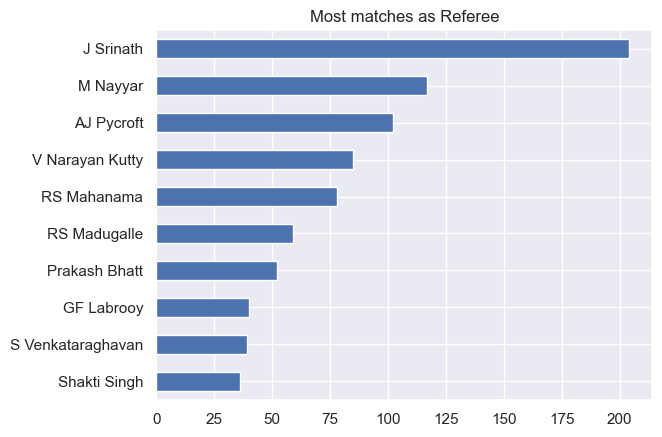 Most matches as Referee
J Srinath
M Nayyar
AJ Pycroft
V Narayan Kutty
RS Mahanama
RS Madugalle
Prakash Bhatt
GF Labrooy
S Venkataraghavan
Shakti Singh
0 25 50 75 100 125 150 175 200